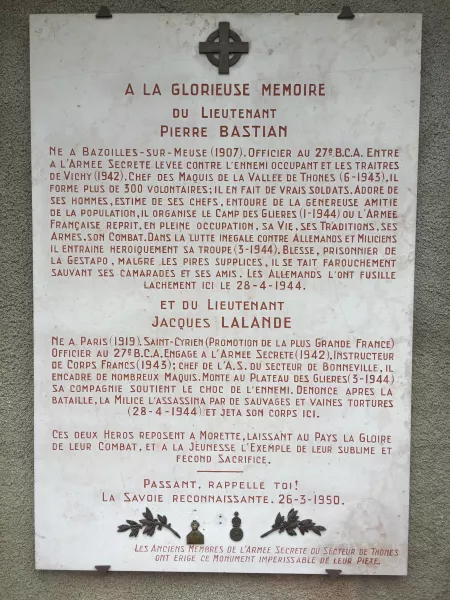 A LA GLORIEUSE MEMOIRE
DU LIEUTENANT
PIERRE BASTIAN
NE A BAZOILLES-SUR-MEUSE (1907). OFFICIER AU 27e B.C.A. ENTRE
A L'ARMEE SECRETE LEVEE CONTRE L'ENNEMI OCCUPANT ET LES TRAITRES
DE VICHY (1942). CHEF DES MAQUIS DE LA VALLEE DE THONES (6-1943), IL
FORME PLUS DE 300 VOLONTAIRES; IL EN FAIT DE VRAIS SOLDATS. ADORE DE
SES HOMMES, ESTIME DE SES CHEFS, ENTOURE DE LA GENEREUSE AMITIE
DE LA POPULATION, IL ORGANISE LE CAMP DES GLIERES (1-1944) OU L'ARMEE
FRANÇAISE REPRIT, EN PLEINE OCCUPATION, SA VIE, SES TRADITIONS, SES
ARMES, SON COMBAT. DANS LA LUTTE INEGALE CONTRE ALLEMANDS ET MILICIENS
IL ENTRAINE HEROIQUEMENT SA TROUPE (3-1944). BLESSE, PRISONNIER DE
LA GESTAPO, MALGRE LES PIRES SUPPLICES, IL SE TAIT FAROUCHEMENT
SAUVANT SES CAMARADES ET SES AMIS. LES ALLEMANDS L'ONT FUSILLE
LACHEMENT ICI LE 28-4-1944.
ET DU LIEUTENANT
JACQUES LALANDE
NE A PARIS (1919). SAINT-CYRIEN (PROMOTION DE LA PLUS GRANDE FRANCE)
OFFICIER AU 27e B.C.A. ENGAGE A L'ARMEE SECRETE (1942), INSTRUCTEUR
DE CORPS FRANCS (1943); CHEF DE L'A.S. DU SECTEUR DE BONNEVILLE, IL
ENCADRE DE NOMBREUX MAQUIS. MONTE AU PLATEAU DES GLIERES (3-1944)
SA COMPAGNIE SOUTIENT LE CHOC DE L'ENNEMI. DENONCE APRES LA
BATAILLE, LA MILICE L'ASSASSINA PAR DE SAUVAGES ET VAINES TORTURES
(28-4-1944) ET JETA SON CORPS ICI.
CES DEUX HEROS REPOSENT A MORETTE, LAISSANT AU PAYS LA GLOIRE
DE LEUR COMBAT, ET A LA JEUNESSE L'EXEMPLE DE LEUR SUBLIME ET
FECOND SACRIFICE.
PASSANT, RAPPELLE TOI!
LA SAVOIE RECONNAISSANTE. 26-3-1950.
LES ANCIENS MEMBRES DE L'ARMEE SECRETE DU SECTEUR DE THONES
ONT ERIGE CE MONUMENT IMPERISSABLE DE LEUR PIETE.